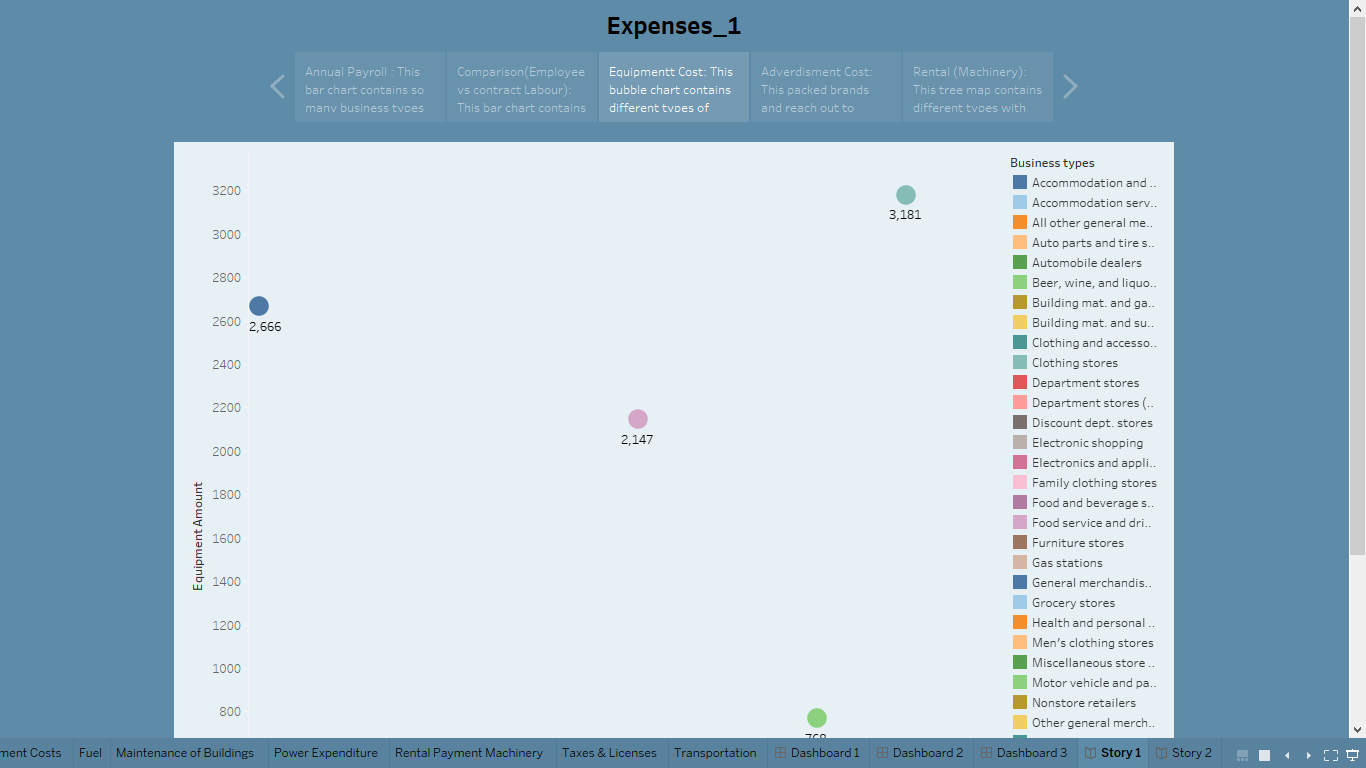 Expenses_1
Annual Payroll : This
bar chart contains so
many business types
Comparison(Employee
vs contract Labour):
This bar chart contains
Equipmentt Cost: This
bubble chart contains
different types of
Adverdisment Cost:
This packed brands
and reach out to
Rental (Machinery):
This tree map contains
different types with
3200
3000
2800
2600
2400
2200
2000
1800
1600
1400
1200
1000
800
Equipment Amount
3,181
2,666
2,147
768
Business types
Accommodation and ..
Accommodation serv..
All other general me..
Auto parts and tire s..
Automobile dealers
Beer, wine, and liquo..
Building mat. and ga..
Building mat. and su..
Clothing and accesso..
Clothing stores
Department stores
Department stores (..
Discount dept. stores
Electronic shopping
Electronics and appli..
Family clothing stores
Food and beverage s..
Food service and dri..
Furniture stores
Gas stations
General merchandis..
Grocery stores
Health and personal ..
Men's clothing stores
Miscellaneous store ..
Motor vehicle and pa..
Nonstore retailers
Other general merch..
ment Costs
Fuel
Maintenance of Buildings
Power Expenditure
Rental Payment Machinery
Taxes & Licenses
Transportation
Dashboard 1
Dashboard 2
Dashboard 3
Story 1
Story 2